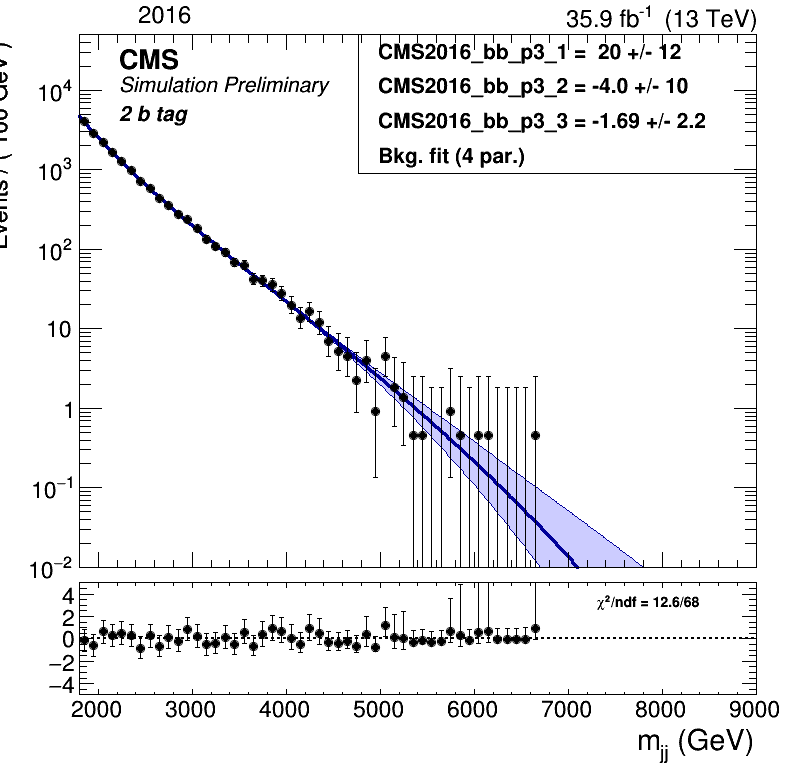 2016
35.9 fb⁻¹ (13 TeV)
CMS
Simulation Preliminary
2 b tag
CMS2016_bb_p3_1 = 20 +/- 12
CMS2016_bb_p3_2 = -4.0 +/- 10
CMS2016_bb_p3_3 = -1.69 +/- 2.2
Bkg. fit (4 par.)
10⁴
10³
10²
10
1
10⁻¹
10⁻²
χ²/ndf = 12.6/68
4
2
0
−2
−4
2000 3000 4000 5000 6000 7000 8000 9000
m_jj (GeV)